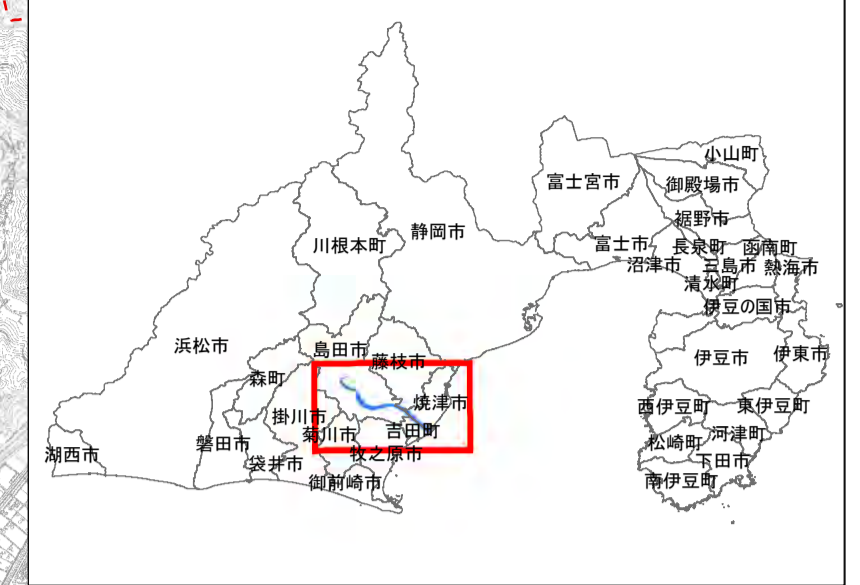 小山町
富士宮市
御殿場市
裾野市
静岡市
川根本町
富士市
長泉町
函南町
沼津市
三島市
熱海市
清水町
伊豆の国市
浜松市
島田市
藤枝市
伊豆市
伊東市
森町
焼津市
西伊豆町
東伊豆町
掛川市
菊川市
吉田町
河津町
磐田市
松崎町
湖西市
牧之原市
下田市
袋井市
御前崎市
南伊豆町